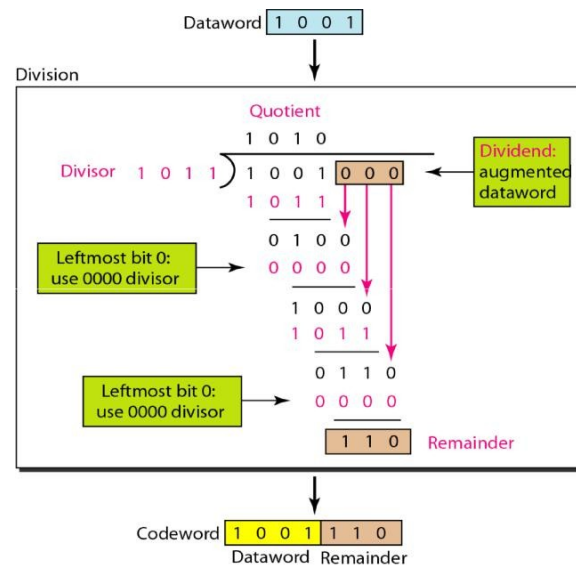 Dataword 1 0 0 1
Division
Quotient
1 0 1 0
Divisor 1 0 1 1 1 0 0 1 0 0 0
Dividend:
augmented
dataword
1 0 1 1
0 1 0 0
Leftmost bit 0:
use 0000 divisor
0 0 0 0
1 0 0 0
1 0 1 1
0 1 1 0
Leftmost bit 0:
use 0000 divisor
0 0 0 0
1 1 0 Remainder
Codeword 1 0 0 1 1 1 0
Dataword Remainder